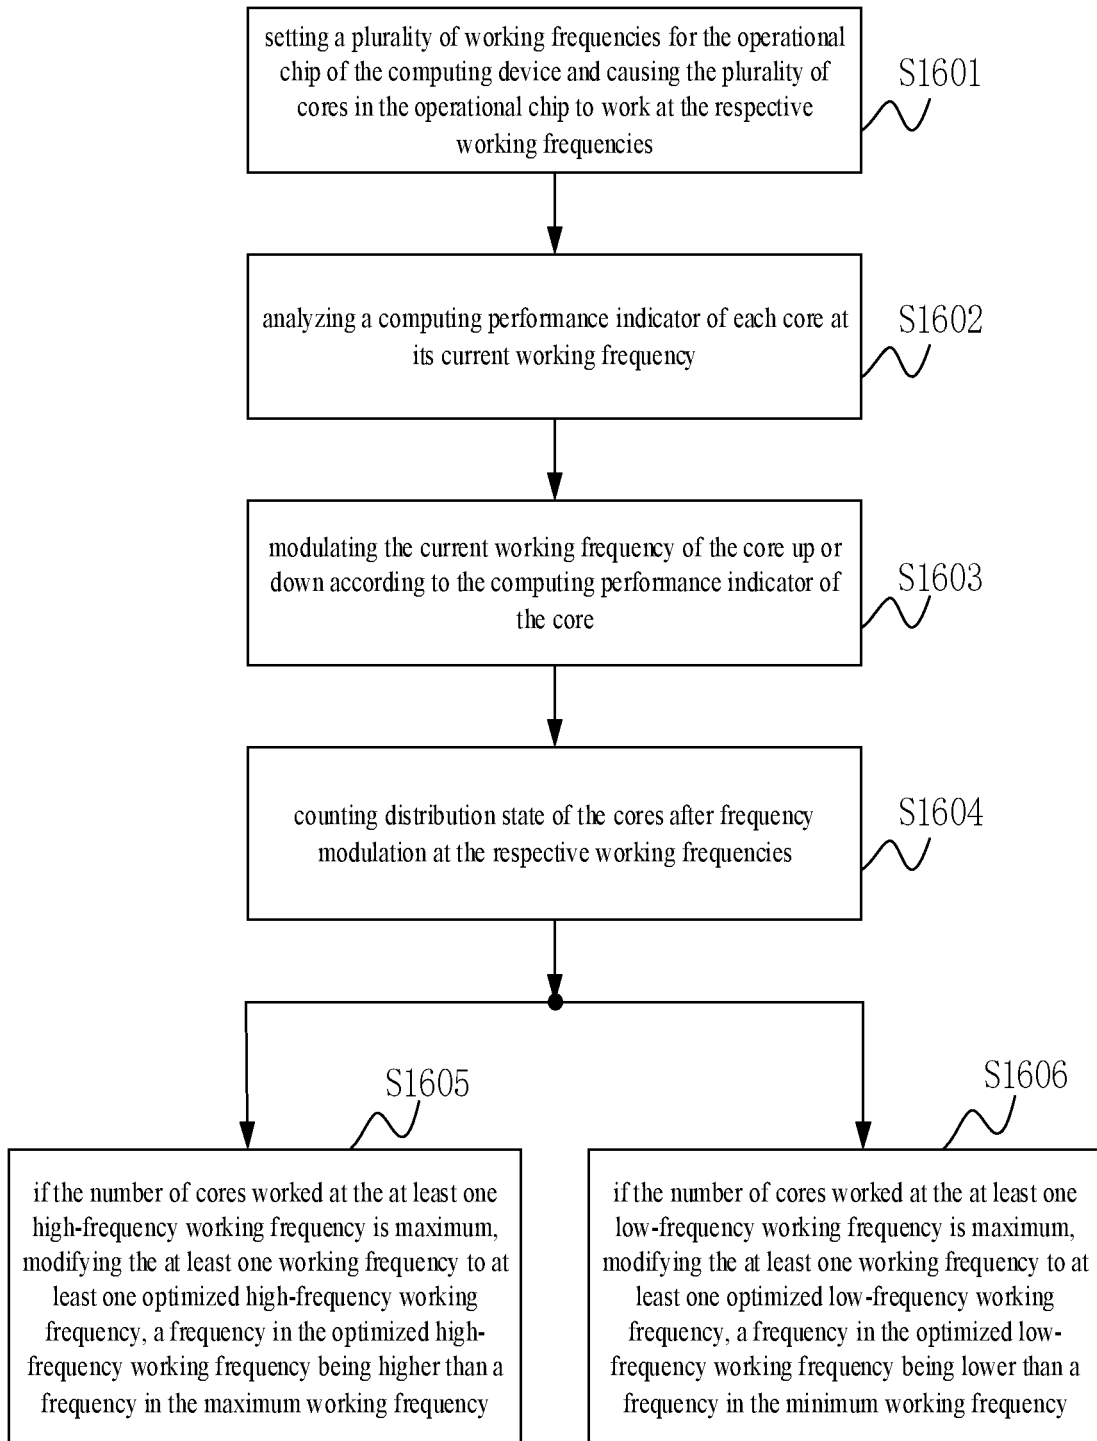 setting a plurality of working frequencies for the operational
chip of the computing device and causing the plurality of
cores in the operational chip to work at the respective
working frequencies
S1601
analyzing a computing performance indicator of each core at
its current working frequency
S1602
modulating the current working frequency of the core up or
down according to the computing performance indicator of
the core
S1603
counting distribution state of the cores after frequency
modulation at the respective working frequencies
S1604
S1605
if the number of cores worked at the at least one
high-frequency working frequency is maximum,
modifying the at least one working frequency to at
least one optimized high-frequency working
frequency, a frequency in the optimized high-
frequency working frequency being higher than a
frequency in the maximum working frequency
S1606
if the number of cores worked at the at least one
low-frequency working frequency is maximum,
modifying the at least one working frequency to at
least one optimized low-frequency working
frequency, a frequency in the optimized low-
frequency working frequency being lower than a
frequency in the minimum working frequency